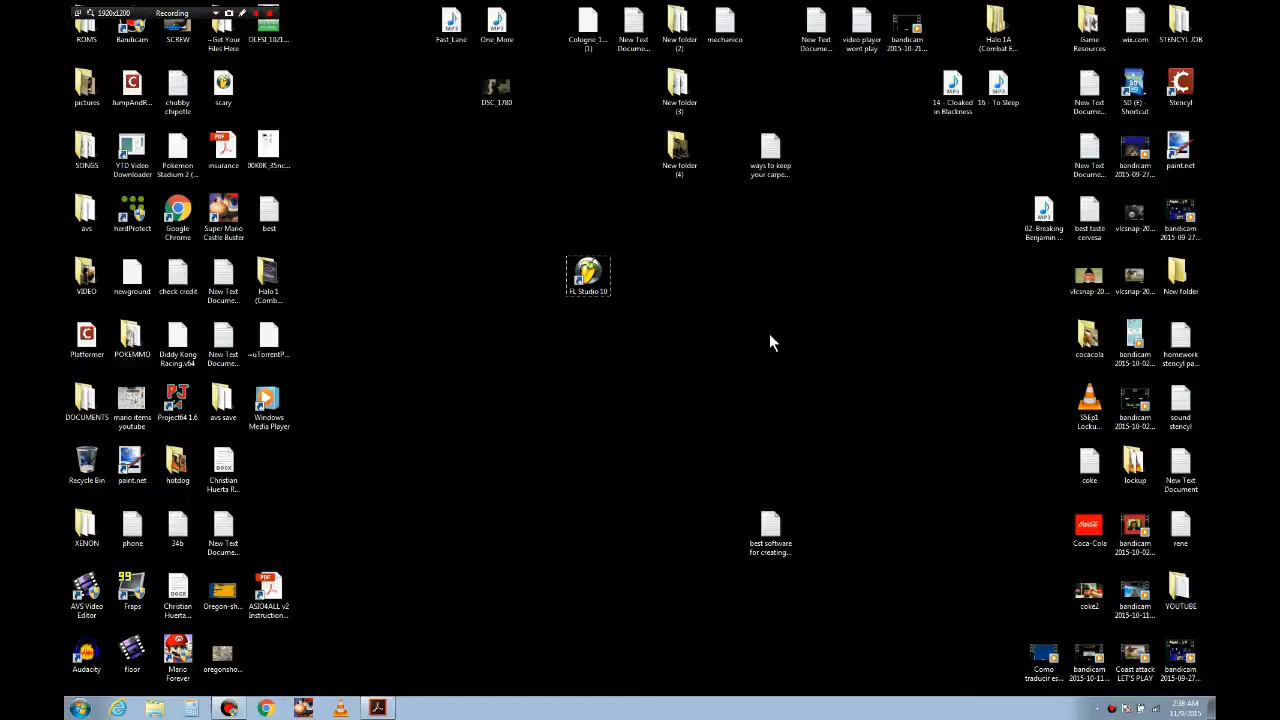 1920x1200 Recording
ROMS
Bandicam
SCREW
~Get Your
Files Here
OLFSI_1021...
Fast_Lane
One_More
Cologne_1...
(1)
New Text
Docume...
New folder
(2)
mechanico
New Text
Docume...
video player
wont play
bandicam
2015-10-21...
Halo 1A
(Combat E...
Game
Resources
wix.com
STENCYL JOB
pictures
JumpAndR...
chubby
chipotle
scary
DSC_1780
New folder
(3)
14 - Cloaked
in Blackness
16 - To Sleep
New Text
Docume...
SD (E) -
Shortcut
Stencyl
SONGS
YTD Video
Downloader
Pokemon
Stadium 2 (...
insurance
00K0K_35nc...
New folder
(4)
ways to keep
your carpe...
New Text
Docume...
bandicam
2015-09-27...
paint.net
avs
herdProtect
Google
Chrome
Super Mario
Castle Buster
best
02. Breaking
Benjamin ...
best taste
cervesa
vlcsnap-20...
bandicam
2015-09-27...
VIDEO
newground
check credit
New Text
Docume...
Halo 1
(Comb...
FL Studio 10
vlcsnap-20...
vlcsnap-20...
New folder
Platformer
POKEMMO
Diddy Kong
Racing.v64
New Text
Docume...
~uTorrentP...
cocacola
bandicam
2015-10-02...
homework
stencyl pa...
DOCUMENTS
mario items
youtube
Project64 1.6
avs save
Windows
Media Player
S5Ep1
Locku...
bandicam
2015-10-02...
sound
stencyl
Recycle Bin
paint.net
hotdog
Christian
Huerta R...
coke
lockup
New Text
Document
XENON
phone
34b
New Text
Docume...
best software
for creating...
Coca-Cola
bandicam
2015-10-02...
rene
AVS Video
Editor
Fraps
Christian
Huerta...
Oregon-sh...
ASIO4ALL v2
Instruction...
coke2
bandicam
2015-10-11...
YOUTUBE
Audacity
floor
Mario
Forever
oregonsho...
Como
traducir es...
bandicam
2015-10-11...
Coast attack
LET'S PLAY
bandicam
2015-09-27...
2:38 AM
11/9/2015